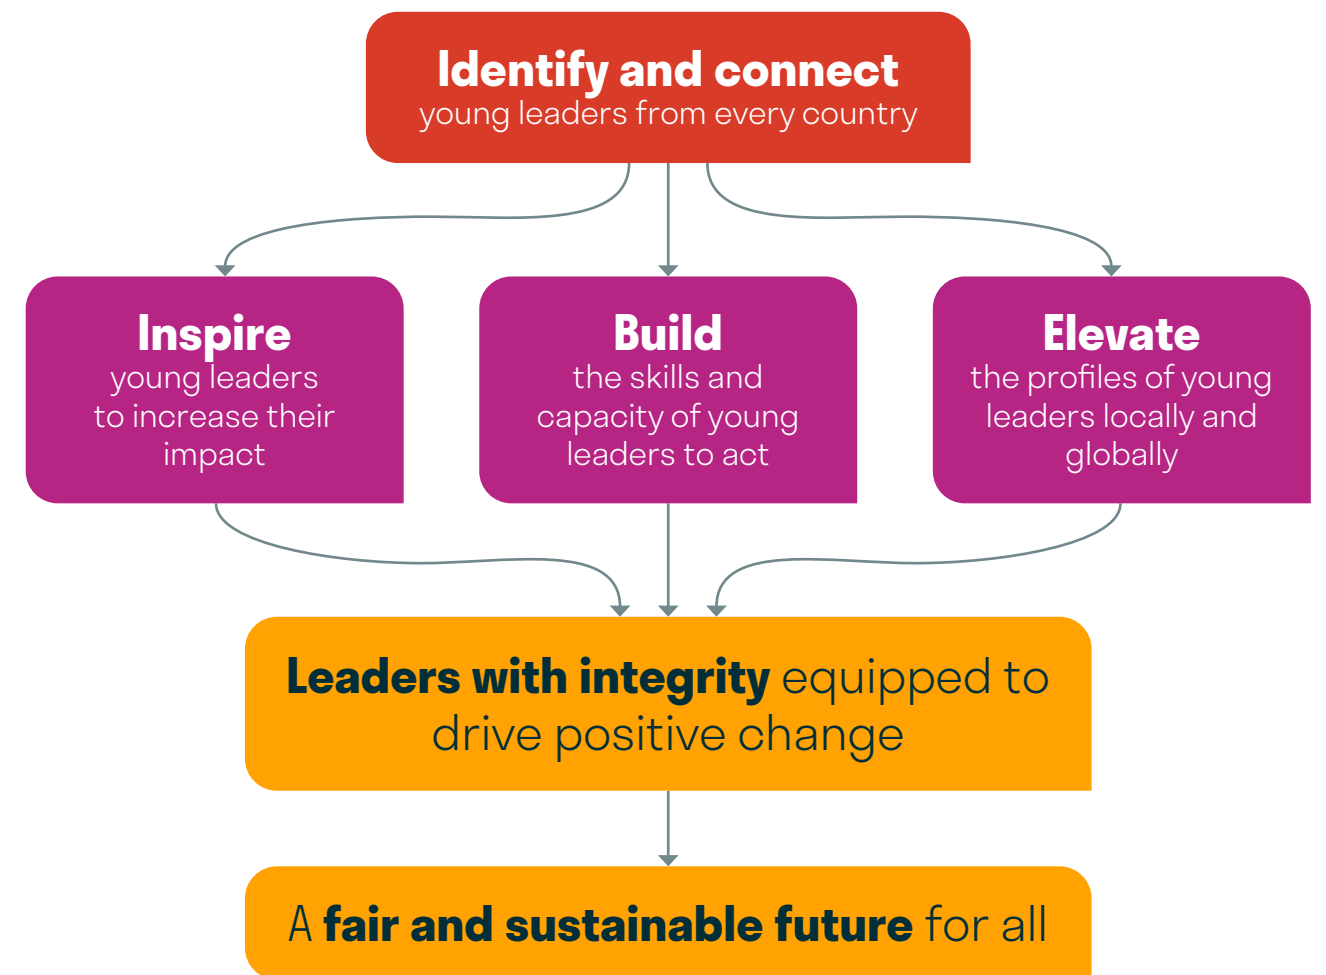 Identify and connect
young leaders from every country
Inspire
young leaders
to increase their
impact
Build
the skills and
capacity of young
leaders to act
Elevate
the profiles of young
leaders locally and
globally
Leaders with integrity equipped to
drive positive change
A fair and sustainable future for all